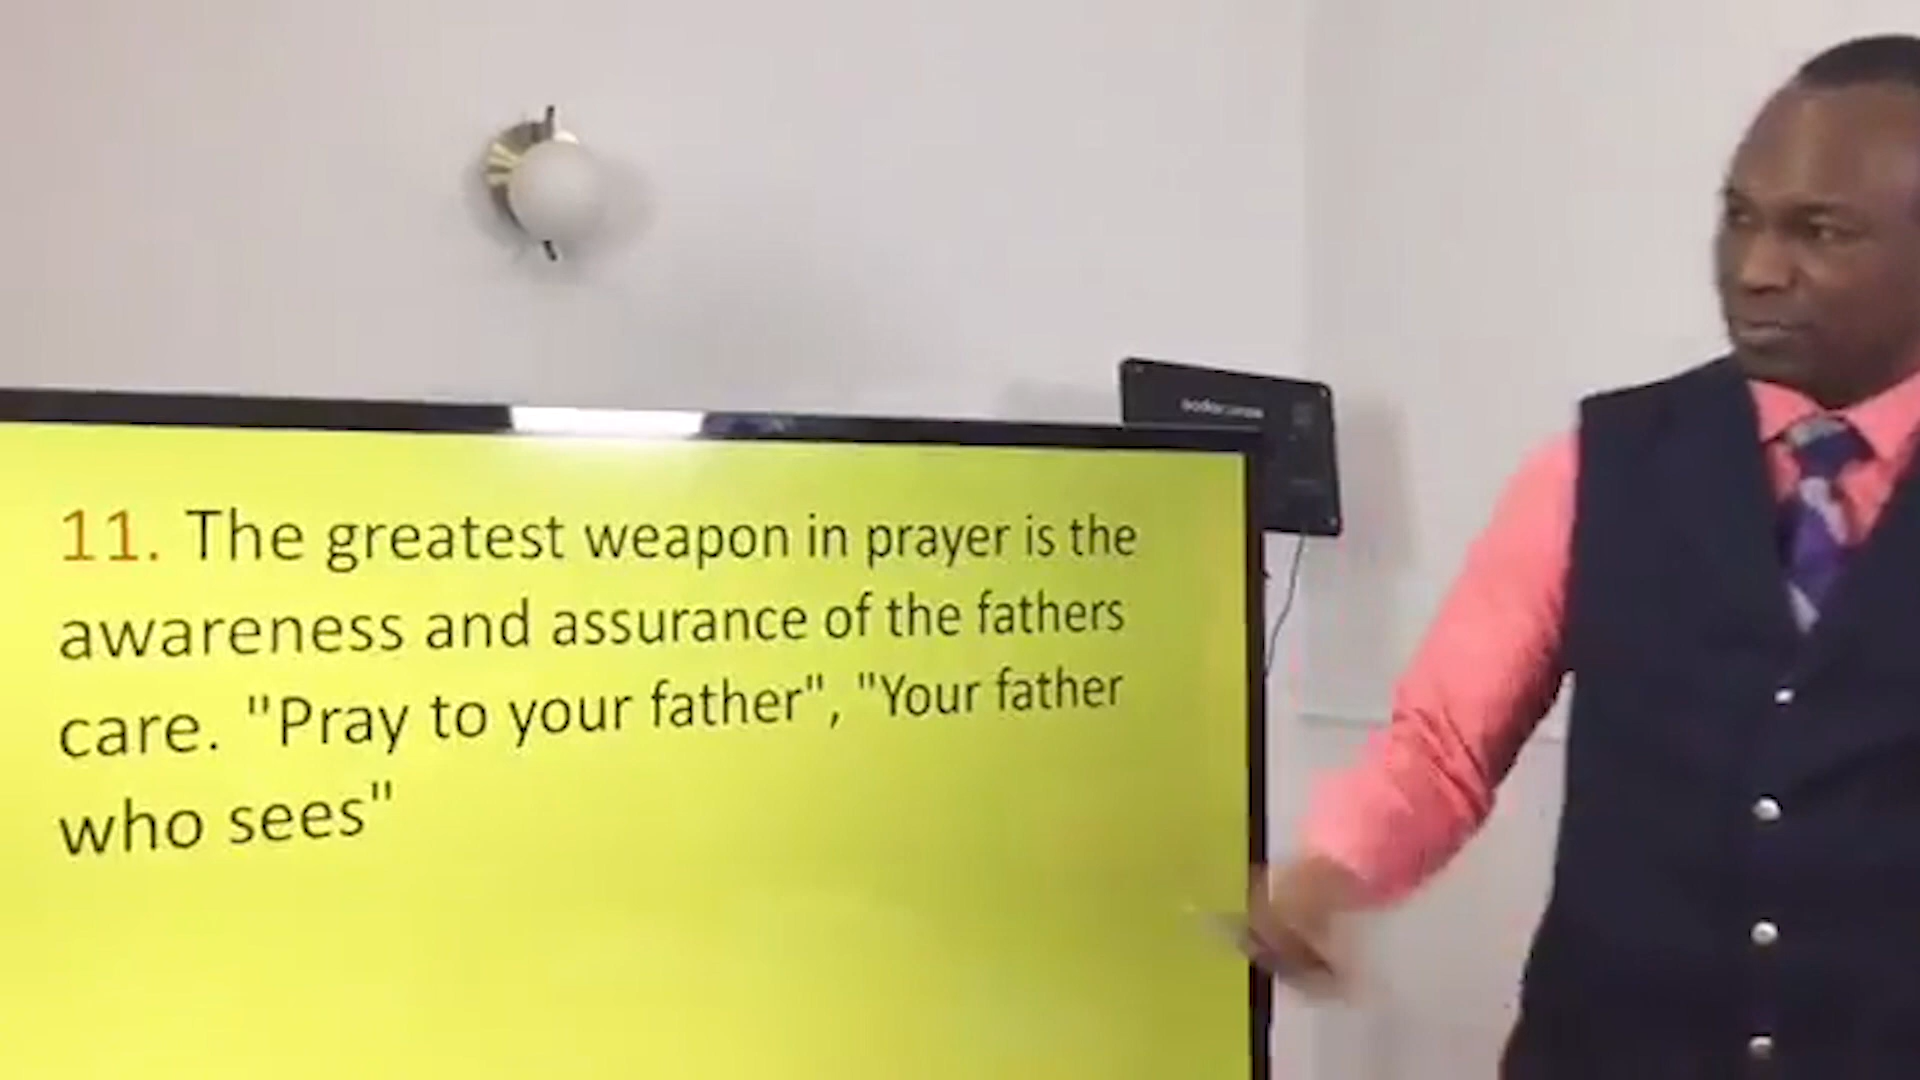 11. The greatest weapon in prayer is the
awareness and assurance of the fathers
care. "Pray to your father", "Your father
who sees"